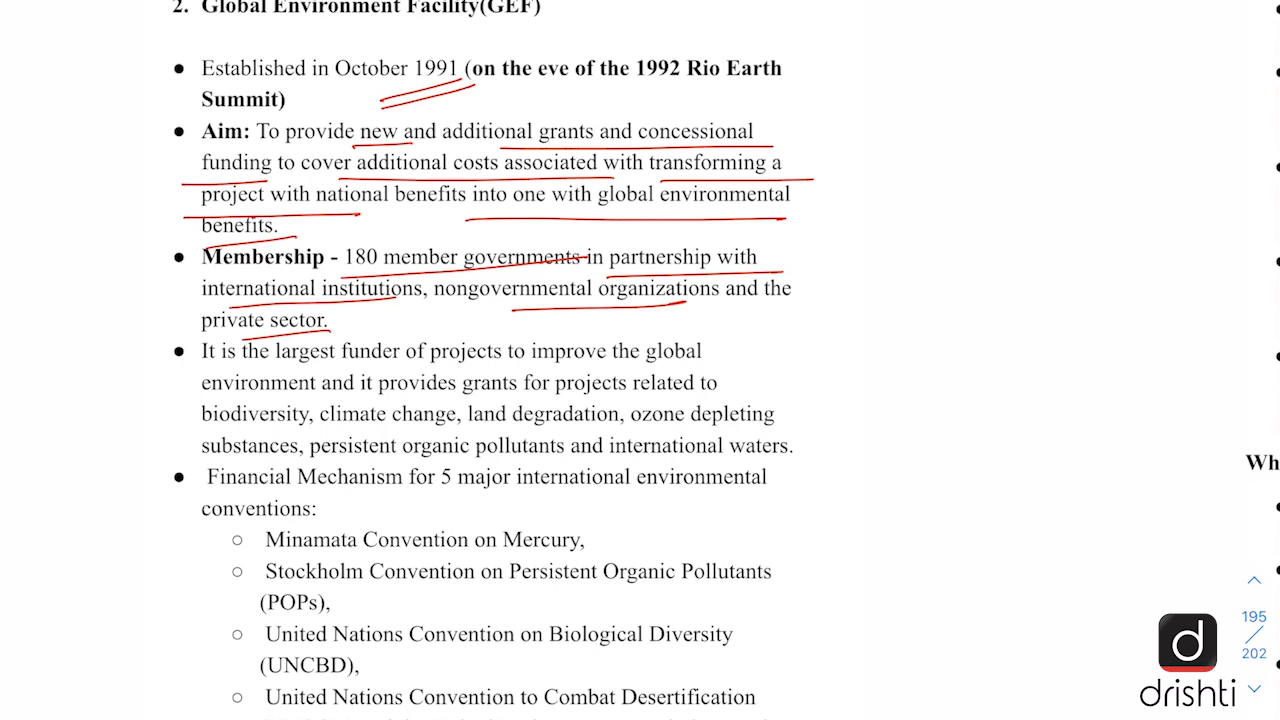 2. Global Environment Facility(GEF)
● Established in October 1991 (on the eve of the 1992 Rio Earth
Summit)
● Aim: To provide new and additional grants and concessional
funding to cover additional costs associated with transforming a
project with national benefits into one with global environmental
benefits.
● Membership - 180 member governments in partnership with
international institutions, nongovernmental organizations and the
private sector.
● It is the largest funder of projects to improve the global
environment and it provides grants for projects related to
biodiversity, climate change, land degradation, ozone depleting
substances, persistent organic pollutants and international waters.
● Financial Mechanism for 5 major international environmental
conventions:
○ Minamata Convention on Mercury,
○ Stockholm Convention on Persistent Organic Pollutants
(POPs),
○ United Nations Convention on Biological Diversity
(UNCBD),
○ United Nations Convention to Combat Desertification
Wh
195
202
d
drishti